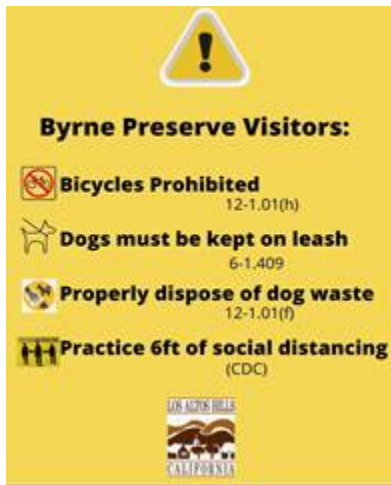 Byrne Preserve Visitors:
Bicycles Prohibited
12-1.01(h)
Dogs must be kept on leash
6-1.409
Properly dispose of dog waste
12-1.01(f)
Practice 6ft of social distancing
(CDC)
LOS ALTOS HILLS
CALIFORNIA